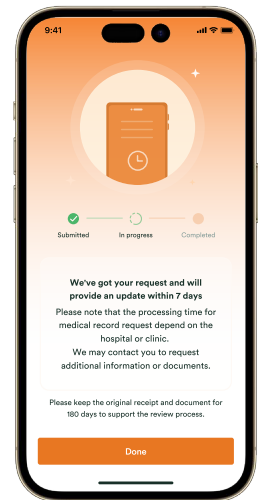 9:41
Submitted
In progress
Completed
We've got your request and will
provide an update within 7 days
Please note that the processing time for
medical record request depend on the
hospital or clinic.
We may contact you to request
additional information or documents.
Please keep the original receipt and document for
180 days to support the review process.
Done